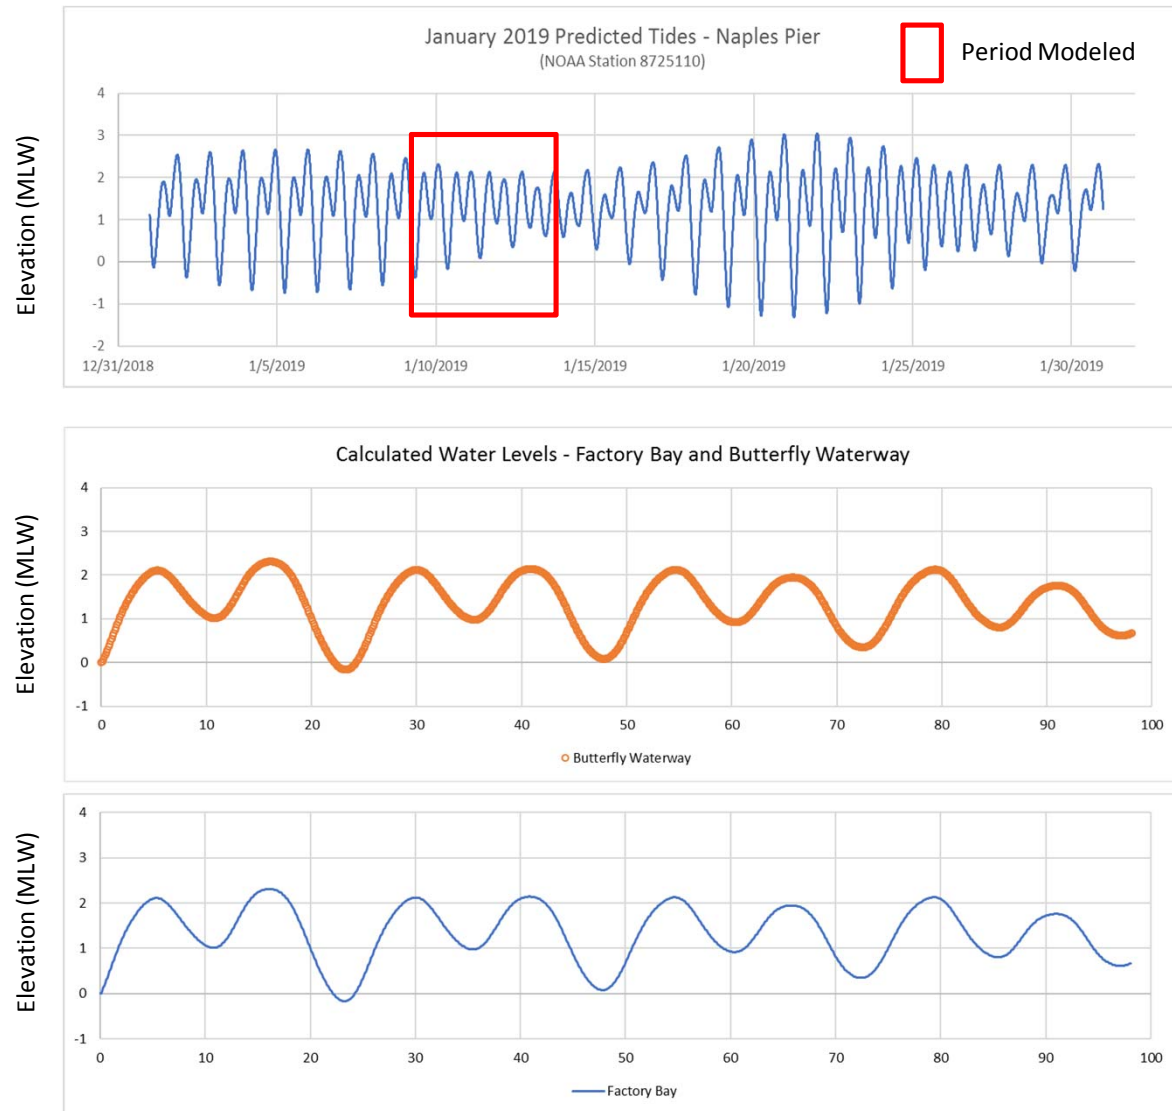 January 2019 Predicted Tides - Naples Pier
(NOAA Station 8725110)
Period Modeled
Elevation (MLW)
4
3
2
1
0
-1
-2
12/31/2018 1/5/2019 1/10/2019 1/15/2019 1/20/2019 1/25/2019 1/30/2019
Calculated Water Levels - Factory Bay and Butterfly Waterway
Elevation (MLW)
4
3
2
1
0
-1
0 10 20 30 40 50 60 70 80 90 100
Butterfly Waterway
Elevation (MLW)
4
3
2
1
0
-1
0 10 20 30 40 50 60 70 80 90 100
Factory Bay